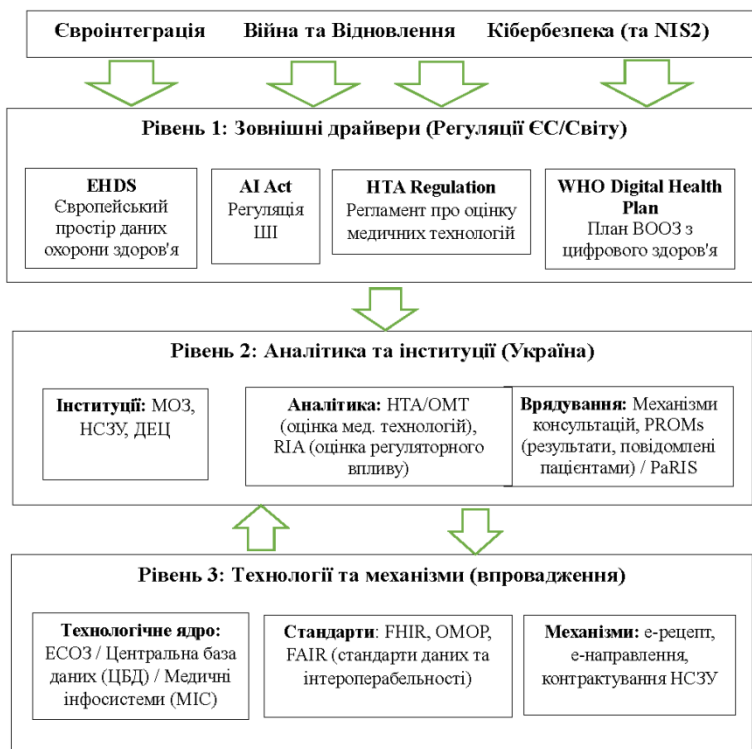 Євроінтеграція Війна та Відновлення Кібербезпека (та NIS2)
Рівень 1: Зовнішні драйвери (Регуляції ЄС/Світу)
EHDS
Європейський
простір даних
охорони здоров'я
AI Act
Регуляція
ШІ
HTA Regulation
Регламент про оцінку
медичних технологій
WHO Digital Health
Plan
План ВООЗ з
цифрового здоров'я
Рівень 2: Аналітика та інституції (Україна)
Інституції: МОЗ,
НСЗУ, ДЕЦ
Аналітика: HTA/ОМТ
(оцінка мед. технологій),
RIA (оцінка регуляторного
впливу)
Врядування: Механізми
консультацій, PROMs
(результати, повідомлені
пацієнтами) / PaRIS
Рівень 3: Технології та механізми (впровадження)
Технологічне ядро:
ЕСОЗ / Центральна база
даних (ЦБД) / Медичні
інфосистеми (МІС)
Стандарти: FHIR, OMOP,
FAIR (стандарти даних та
інтероперабельності)
Механізми: е-рецепт,
е-направлення,
контрактування НСЗУ